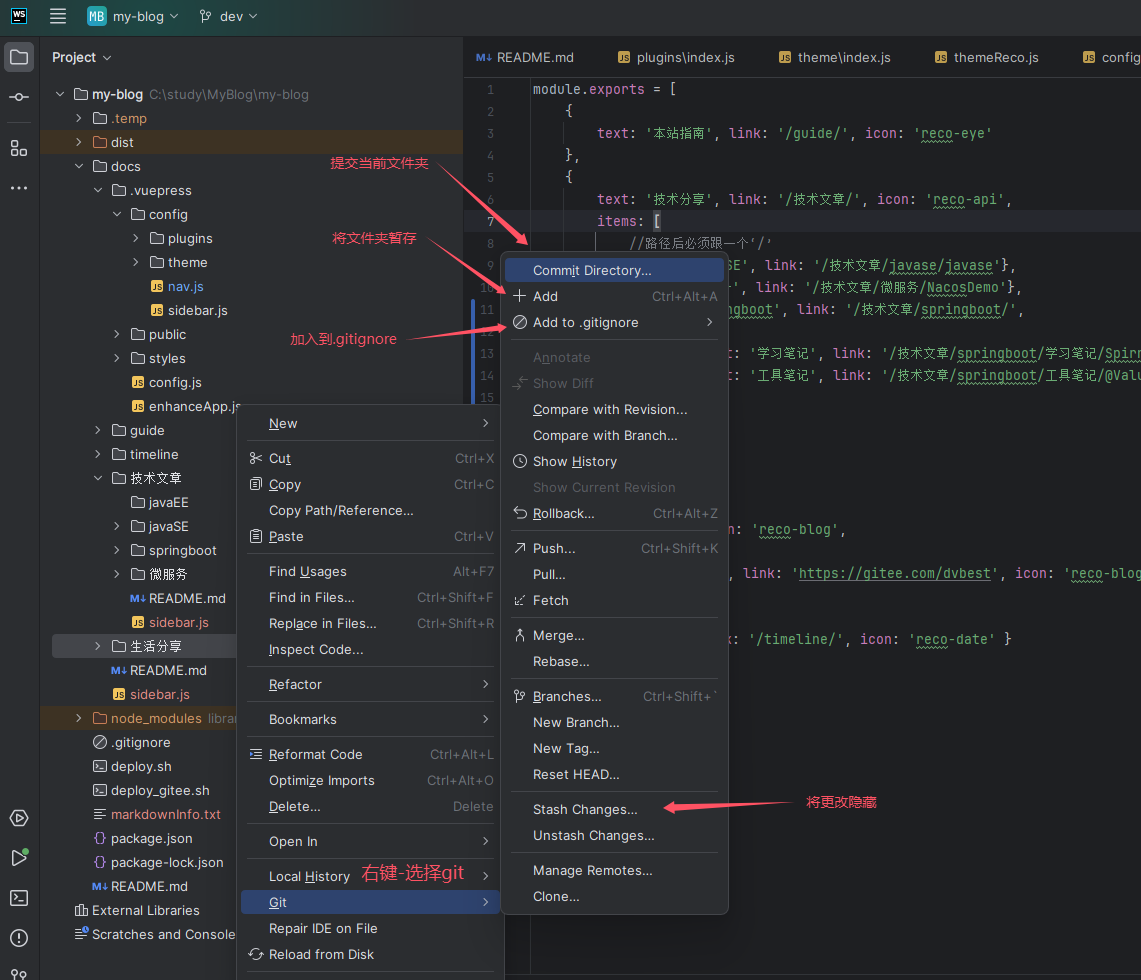 WS
MB my-blog
dev
Project
my-blog C:\study\MyBlog\my-blog
.temp
dist
docs
.vuepress
config
plugins
theme
nav.js
sidebar.js
public
styles
config.js
enhanceApp.js
guide
timeline
技术文章
javaEE
javaSE
springboot
微服务
README.md
sidebar.js
生活分享
README.md
sidebar.js
node_modules
.gitignore
deploy.sh
deploy_gitee.sh
markdownInfo.txt
package.json
package-lock.json
README.md
External Libraries
Scratches and Console
README.md
plugins\index.js
theme\index.js
themeReco.js
config
1 module.exports = [
2 {
3 text: '本站指南', link: '/guide/', icon: 'reco-eye'
4 },
5 {
6 text: '技术分享', link: '/技术文章/', icon: 'reco-api',
7 items: [
8 //路径后必须跟一个'/'
9 SE', link: '/技术文章/javase/javase'},
10 ', link: '/技术文章/微服务/NacosDemo'},
11 ngboot', link: '/技术文章/springboot/',
13 : '学习笔记', link: '/技术文章/springboot/学习笔记/Spirn
14 : '工具笔记', link: '/技术文章/springboot/工具笔记/@Valu
15
n: 'reco-blog',
, link: 'https://gitee.com/dvbest', icon: 'reco-blog
: '/timeline/', icon: 'reco-date' }
提交当前文件夹
将文件夹暂存
加入到.gitignore
右键-选择git
将更改隐藏
New
Cut Ctrl+X
Copy Ctrl+C
Copy Path/Reference...
Paste Ctrl+V
Find Usages Alt+F7
Find in Files... Ctrl+Shift+F
Replace in Files... Ctrl+Shift+R
Inspect Code...
Refactor
Bookmarks
Reformat Code Ctrl+Alt+L
Optimize Imports Ctrl+Alt+O
Delete... Delete
Open In
Local History
Git
Repair IDE on File
Reload from Disk
Commit Directory...
Add Ctrl+Alt+A
Add to .gitignore
Annotate
Show Diff
Compare with Revision...
Compare with Branch...
Show History
Show Current Revision
Rollback... Ctrl+Alt+Z
Push... Ctrl+Shift+K
Pull...
Fetch
Merge...
Rebase...
Branches... Ctrl+Shift+`
New Branch...
New Tag...
Reset HEAD...
Stash Changes...
Unstash Changes...
Manage Remotes...
Clone...